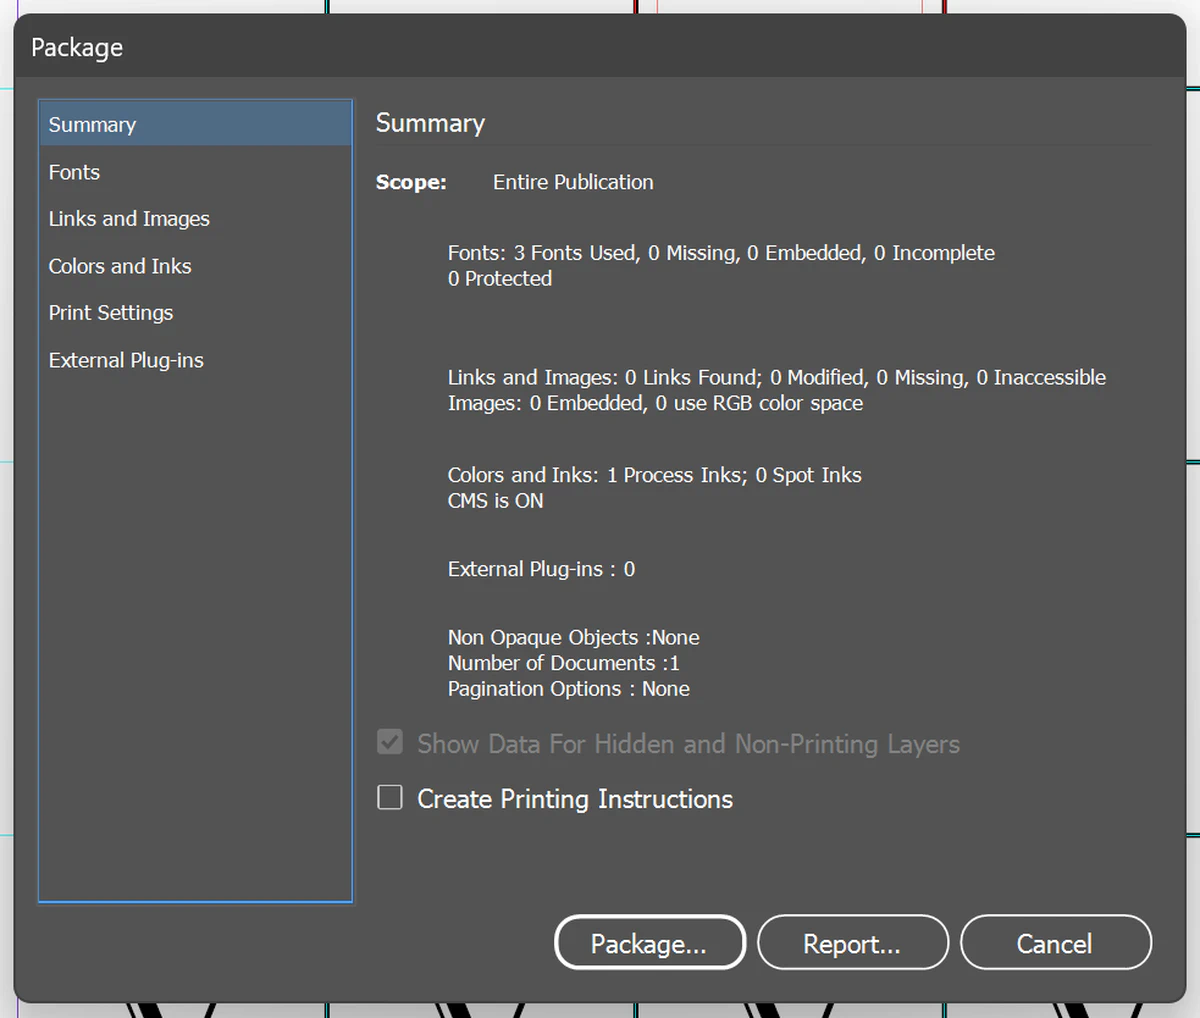 Package
Summary
Fonts
Links and Images
Colors and Inks
Print Settings
External Plug-ins
Summary
Scope: Entire Publication
Fonts: 3 Fonts Used, 0 Missing, 0 Embedded, 0 Incomplete
0 Protected
Links and Images: 0 Links Found; 0 Modified, 0 Missing, 0 Inaccessible
Images: 0 Embedded, 0 use RGB color space
Colors and Inks: 1 Process Inks; 0 Spot Inks
CMS is ON
External Plug-ins : 0
Non Opaque Objects :None
Number of Documents :1
Pagination Options : None
Show Data For Hidden and Non-Printing Layers
Create Printing Instructions
Package...
Report...
Cancel